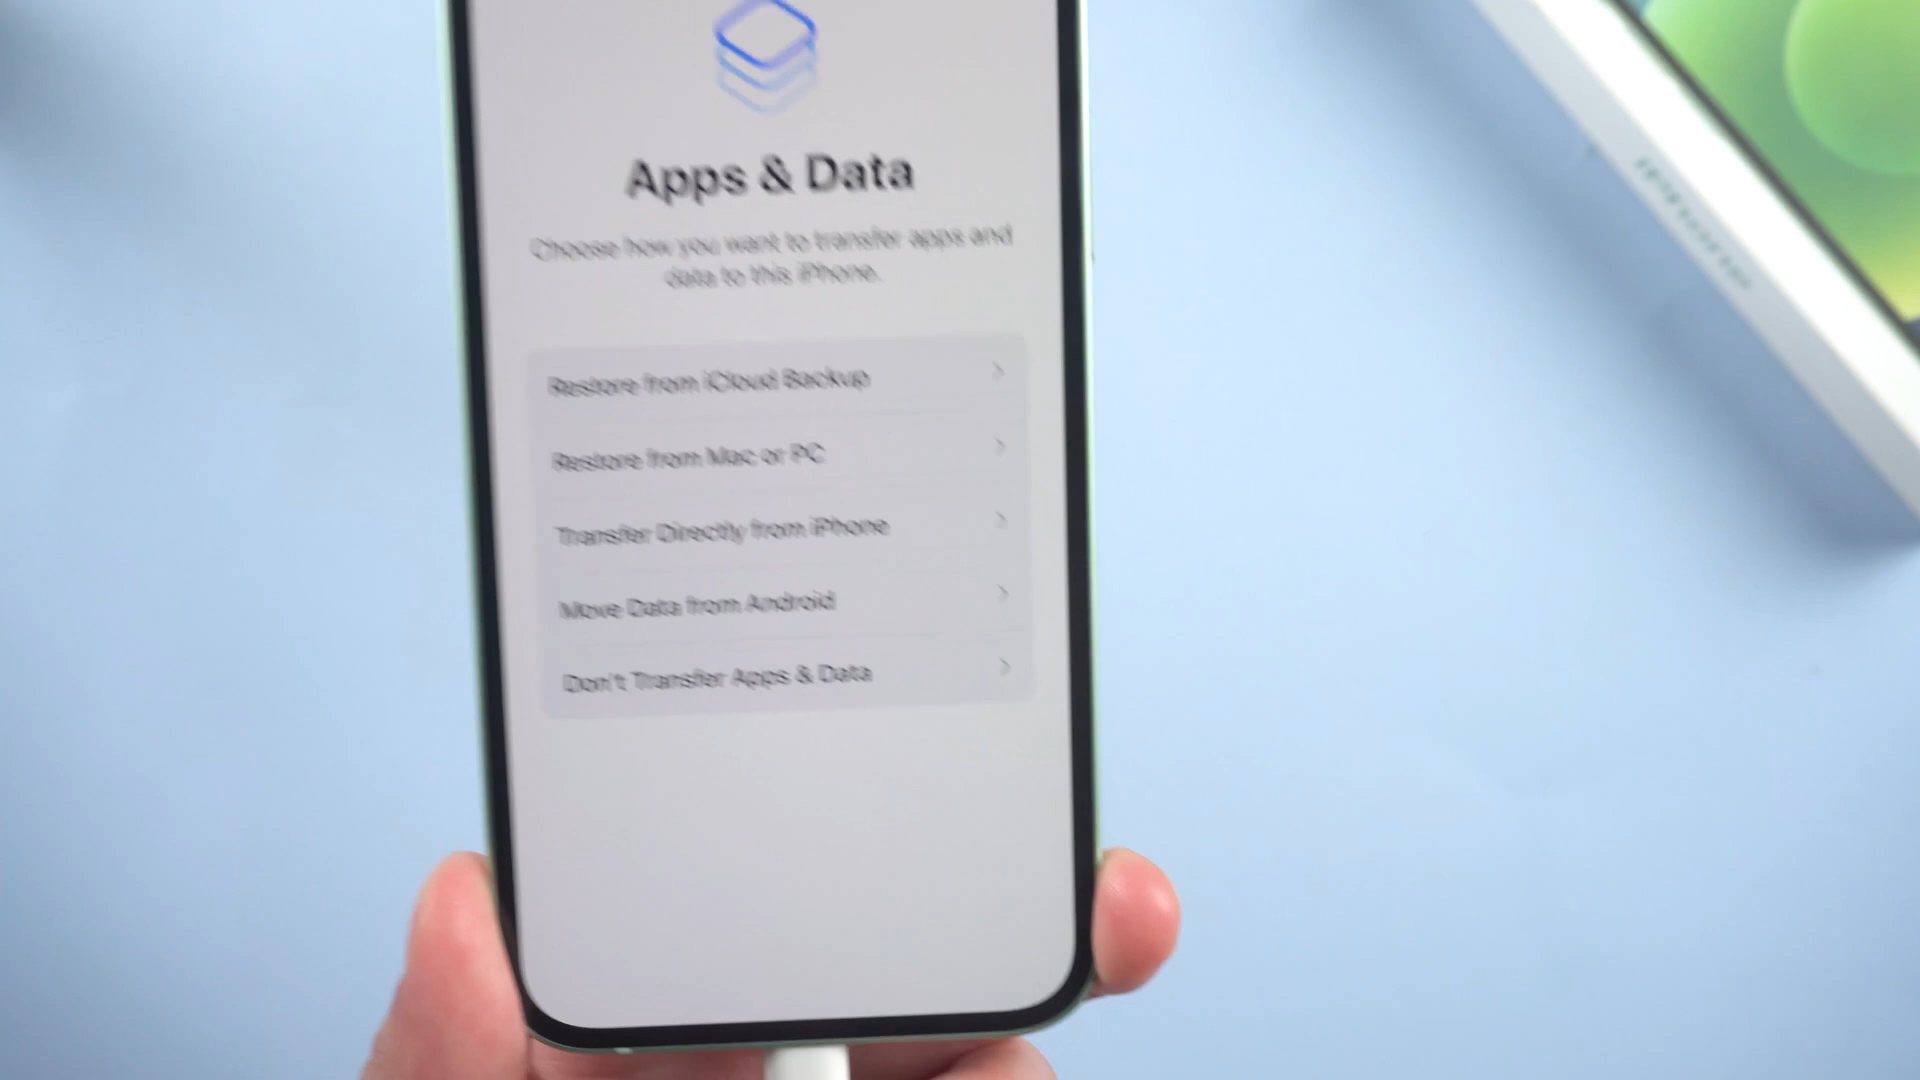 Apps & Data
Choose how you want to transfer apps and
data to this iPhone.
Restore from iCloud Backup
Restore from Mac or PC
Transfer Directly from iPhone
Move Data from Android
Don't Transfer Apps & Data
iPhone